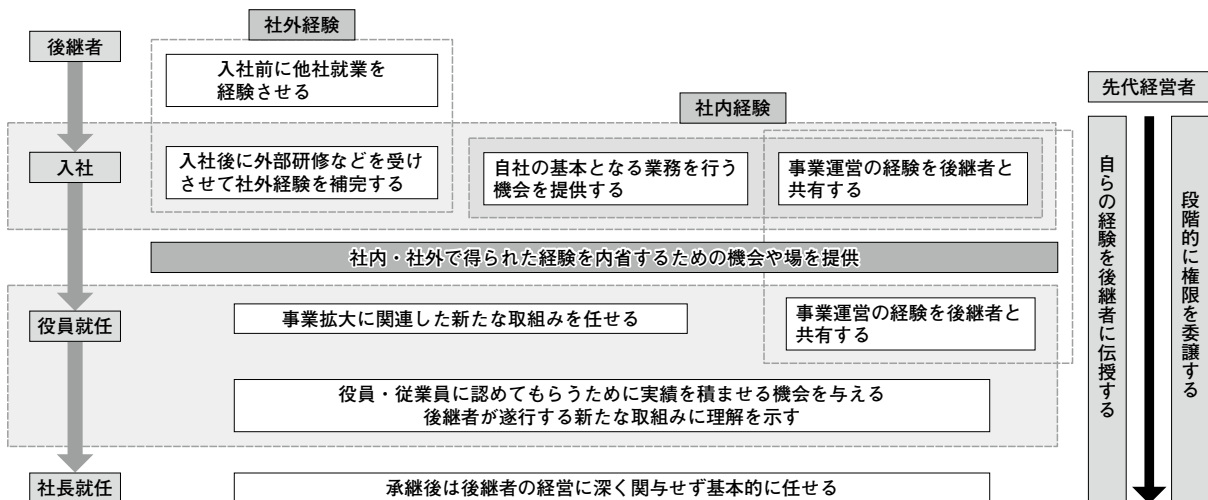 社外経験
後継者
入社前に他社就業を
経験させる
先代経営者
社内経験
入社
入社後に外部研修などを受け
させて社外経験を補完する
自社の基本となる業務を行う
機会を提供する
事業運営の経験を後継者と
共有する
社内・社外で得られた経験を内省するための機会や場を提供
役員就任
事業拡大に関連した新たな取組みを任せる
事業運営の経験を後継者と
共有する
役員・従業員に認めてもらうために実績を積ませる機会を与える
後継者が遂行する新たな取組みに理解を示す
社長就任
承継後は後継者の経営に深く関与せず基本的に任せる
自らの経験を後継者に伝授する
段階的に権限を委譲する